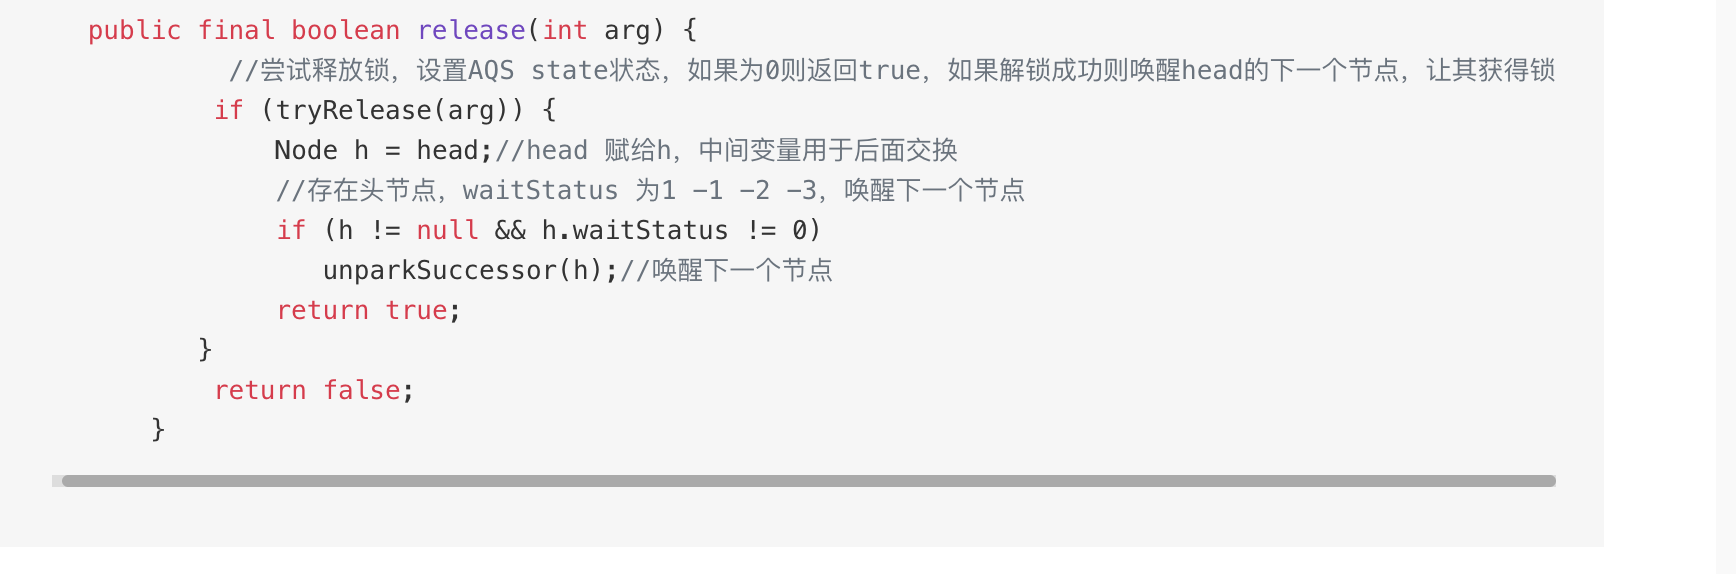 public final boolean release(int arg) {
//尝试释放锁，设置AQS state状态，如果为0则返回true，如果解锁成功则唤醒head的下一个节点，让其获得锁
if (tryRelease(arg)) {
Node h = head;//head 赋给h，中间变量用于后面交换
//存在头节点，waitStatus 为1 -1 -2 -3，唤醒下一个节点
if (h != null && h.waitStatus != 0)
unparkSuccessor(h);//唤醒下一个节点
return true;
}
return false;
}